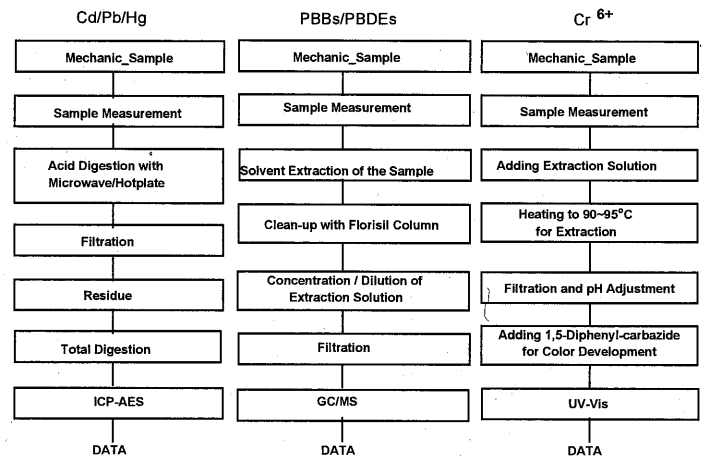 Cd/Pb/Hg
Mechanic_Sample
Sample Measurement
Acid Digestion with
Microwave/Hotplate
Filtration
Residue
Total Digestion
ICP-AES
DATA
PBBs/PBDEs
Mechanic_Sample
Sample Measurement
Solvent Extraction of the Sample
Clean-up with Florisil Column
Concentration / Dilution of
Extraction Solution
Filtration
GC/MS
DATA
Cr 6+
Mechanic_Sample
Sample Measurement
Adding Extraction Solution
Heating to 90~95°C
for Extraction
Filtration and pH Adjustment
Adding 1,5-Diphenyl-carbazide
for Color Development
UV-Vis
DATA